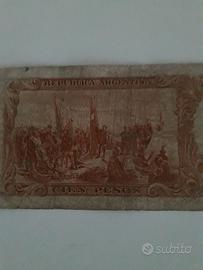 REPUBLICA ARGENTINA
CIEN PESOS
subito